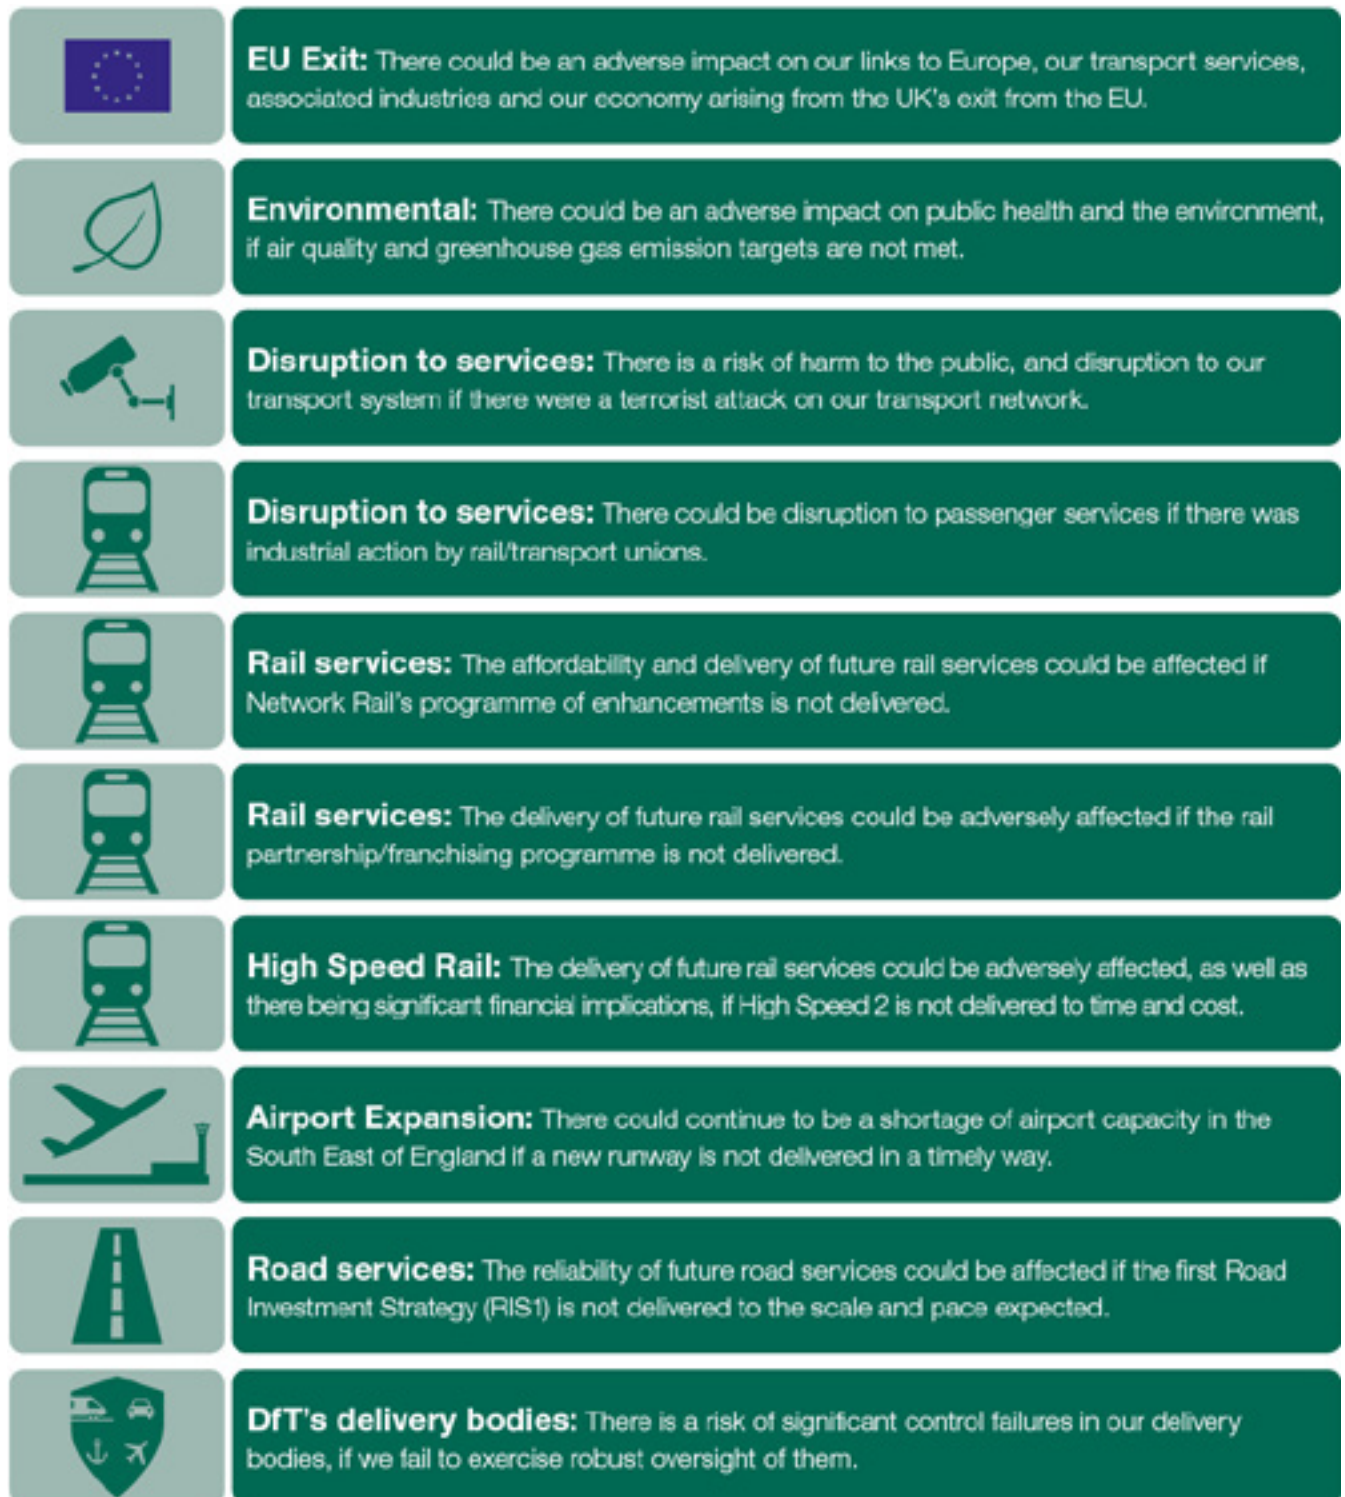 EU Exit: There could be an adverse impact on our links to Europe, our transport services,
associated industries and our economy arising from the UK's exit from the EU.
Environmental: There could be an adverse impact on public health and the environment,
if air quality and greenhouse gas emission targets are not met.
Disruption to services: There is a risk of harm to the public, and disruption to our
transport system if there were a terrorist attack on our transport network.
Disruption to services: There could be disruption to passenger services if there was
industrial action by rail/transport unions.
Rail services: The affordability and delivery of future rail services could be affected if
Network Rail's programme of enhancements is not delivered.
Rail services: The delivery of future rail services could be adversely affected if the rail
partnership/franchising programme is not delivered.
High Speed Rail: The delivery of future rail services could be adversely affected, as well as
there being significant financial implications, if High Speed 2 is not delivered to time and cost.
Airport Expansion: There could continue to be a shortage of airport capacity in the
South East of England if a new runway is not delivered in a timely way.
Road services: The reliability of future road services could be affected if the first Road
Investment Strategy (RIS1) is not delivered to the scale and pace expected.
DfT's delivery bodies: There is a risk of significant control failures in our delivery
bodies, if we fail to exercise robust oversight of them.